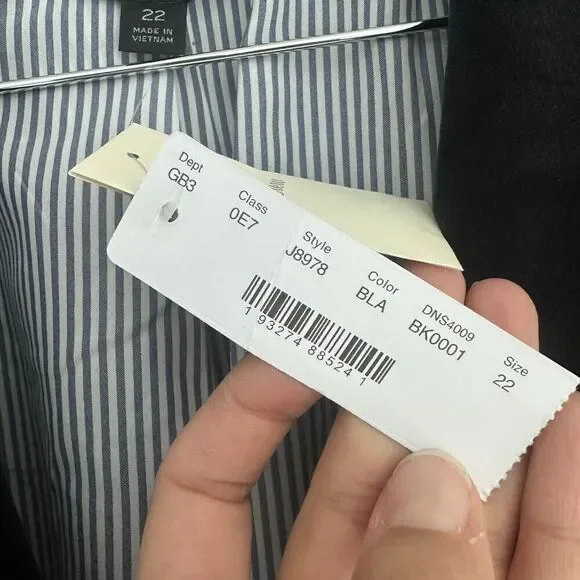 22
MADE IN
VIETNAM
Dept
GB3
Class
0E7
Style
J8978
Color
BLA
DNS4009
BK0001
Size
22
1 93274 88524 1